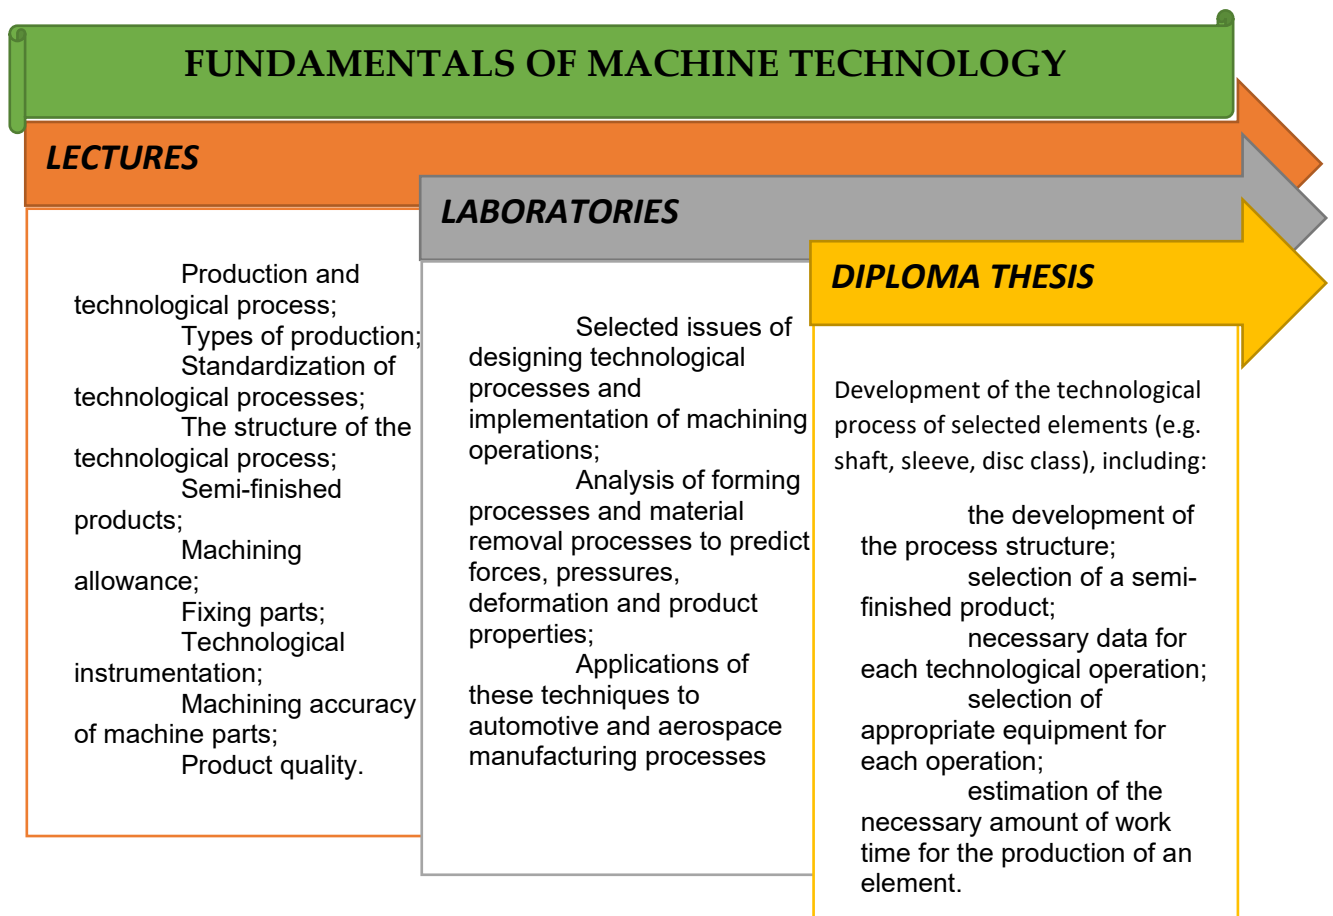 FUNDAMENTALS OF MACHINE TECHNOLOGY
LECTURES
Production and
technological process;
Types of production;
Standardization of
technological processes;
The structure of the
technological process;
Semi-finished
products;
Machining
allowance;
Fixing parts;
Technological
instrumentation;
Machining accuracy
of machine parts;
Product quality.
LABORATORIES
Selected issues of
designing technological
processes and
implementation of machining
operations;
Analysis of forming
processes and material
removal processes to predict
forces, pressures,
deformation and product
properties;
Applications of
these techniques to
automotive and aerospace
manufacturing processes
DIPLOMA THESIS
Development of the technological
process of selected elements (e.g.
shaft, sleeve, disc class), including:
the development of
the process structure;
selection of a semi-
finished product;
necessary data for
each technological operation;
selection of
appropriate equipment for
each operation;
estimation of the
necessary amount of work
time for the production of an
element.